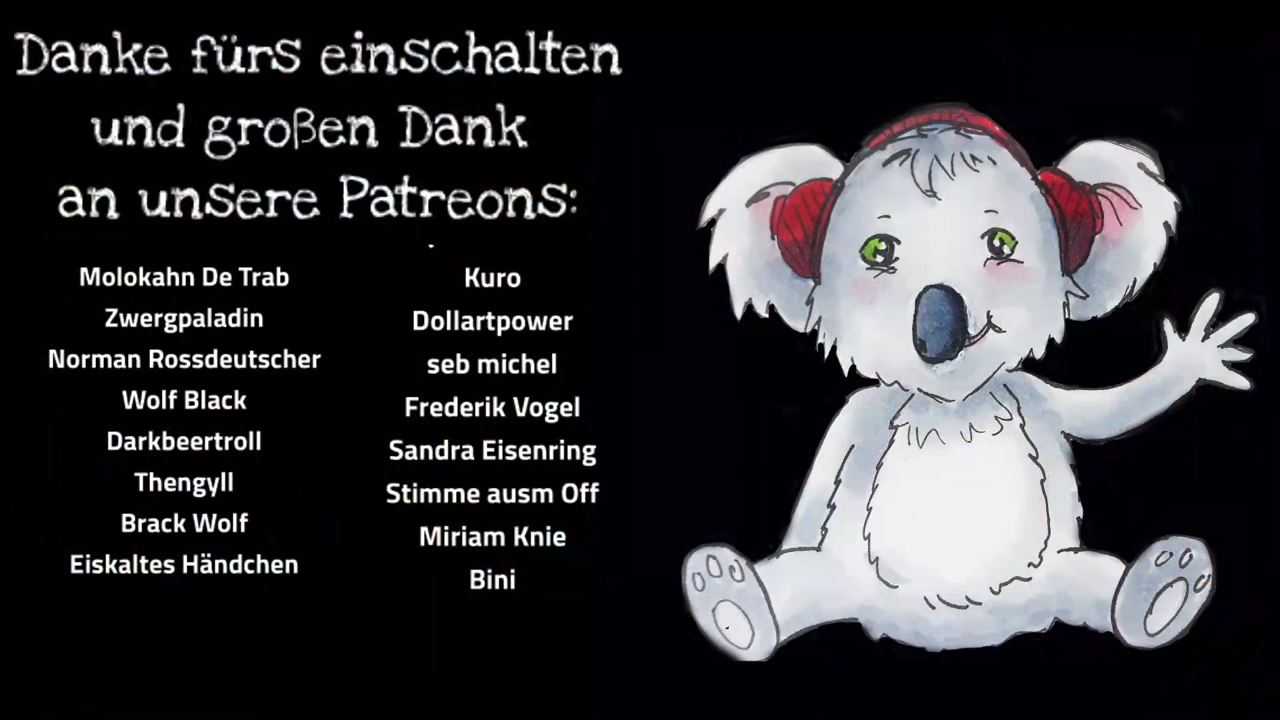 Danke fürs einschalten
und großen Dank
an unsere Patreons:
Molokahn De Trab
Zwergpaladin
Norman Rossdeutscher
Wolf Black
Darkbeertroll
Thengyll
Brack Wolf
Eiskaltes Händchen
Kuro
Dollartpower
seb michel
Frederik Vogel
Sandra Eisenring
Stimme ausm Off
Miriam Knie
Bini